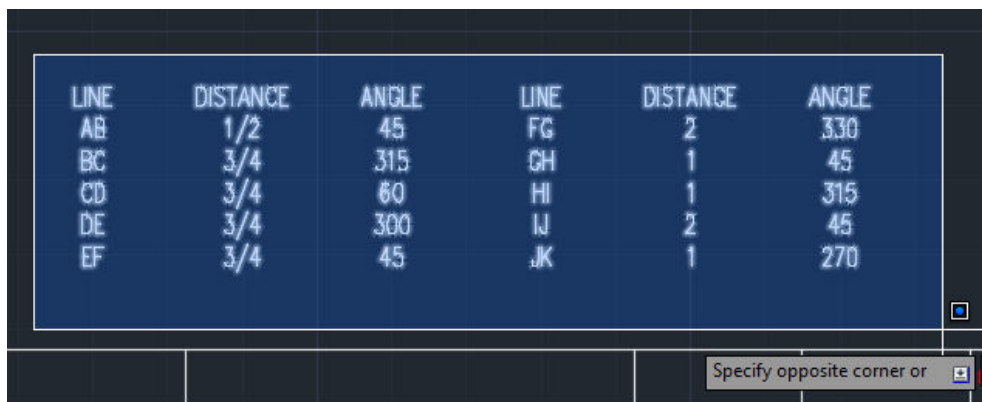 LINE DISTANCE ANGLE LINE DISTANCE ANGLE
AB 1/2 45 FG 2 330
BC 3/4 315 GH 1 45
CD 3/4 60 HI 1 315
DE 3/4 300 IJ 2 45
EF 3/4 45 JK 1 270
Specify opposite corner or